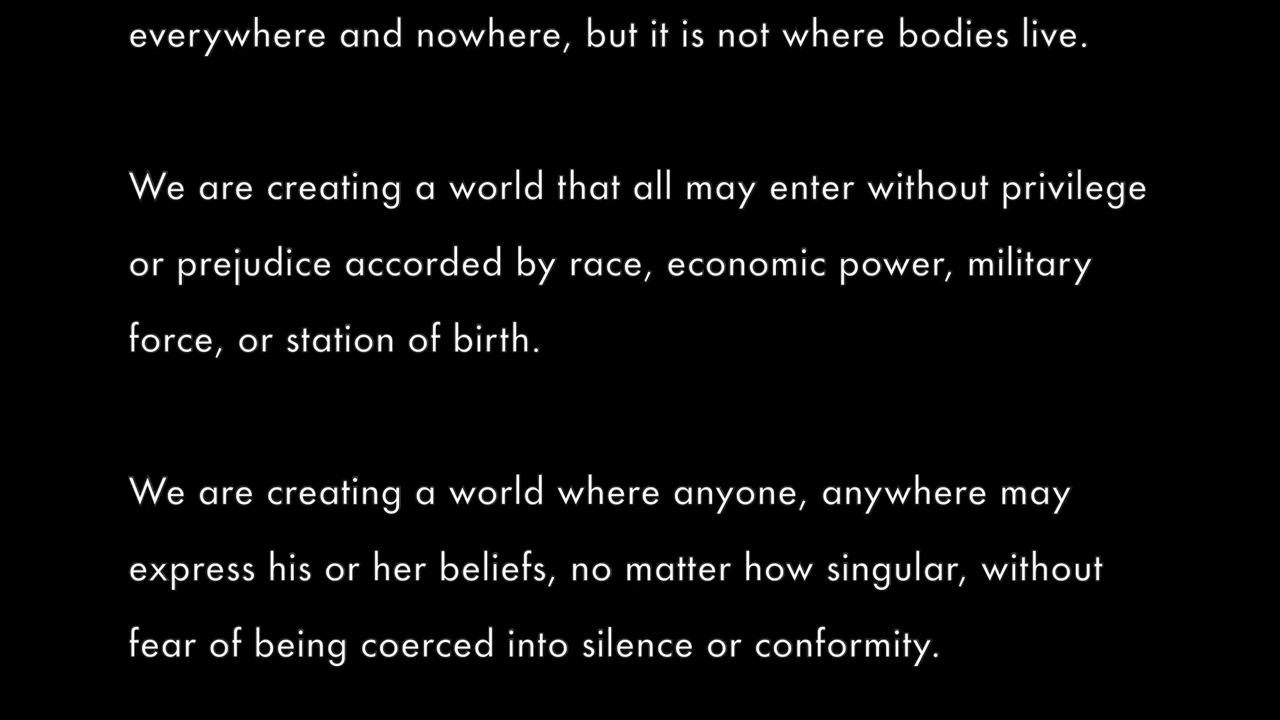 everywhere and nowhere, but it is not where bodies live.
We are creating a world that all may enter without privilege
or prejudice accorded by race, economic power, military
force, or station of birth.
We are creating a world where anyone, anywhere may
express his or her beliefs, no matter how singular, without
fear of being coerced into silence or conformity.